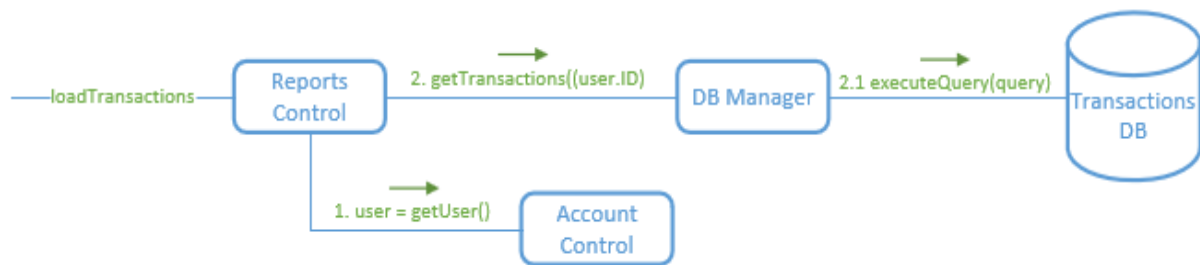 loadTransactions
Reports
Control
2. getTransactions((user.ID)
DB Manager
2.1 executeQuery(query)
Transactions
DB
1. user = getUser()
Account
Control